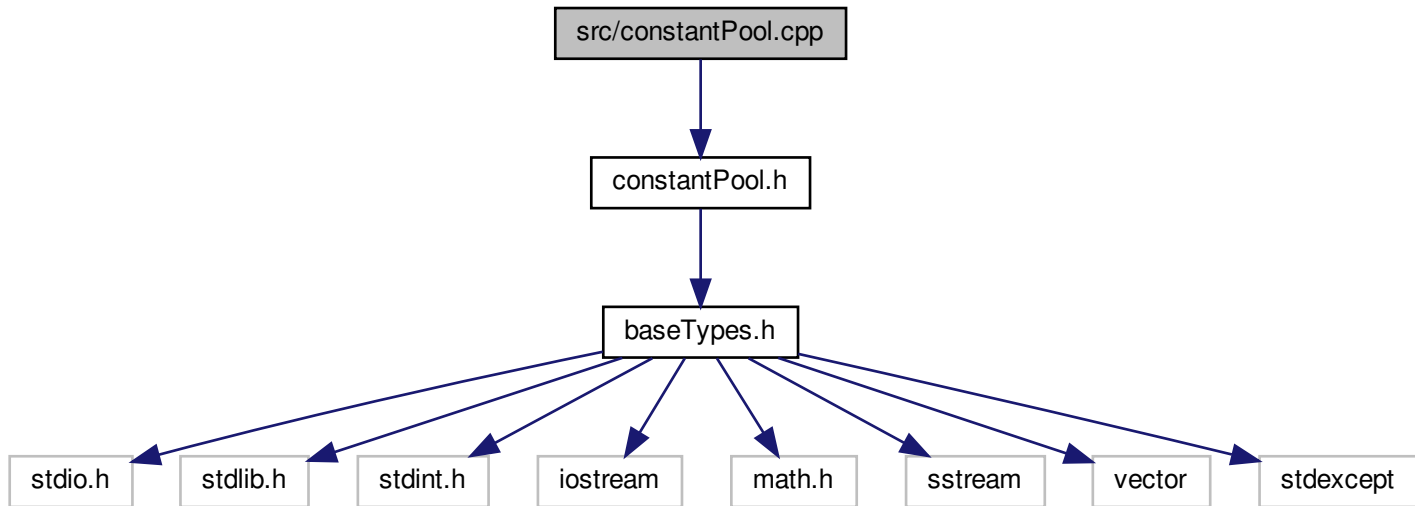 src/constantPool.cpp
constantPool.h
baseTypes.h
stdio.h
stdlib.h
stdint.h
iostream
math.h
sstream
vector
stdexcept